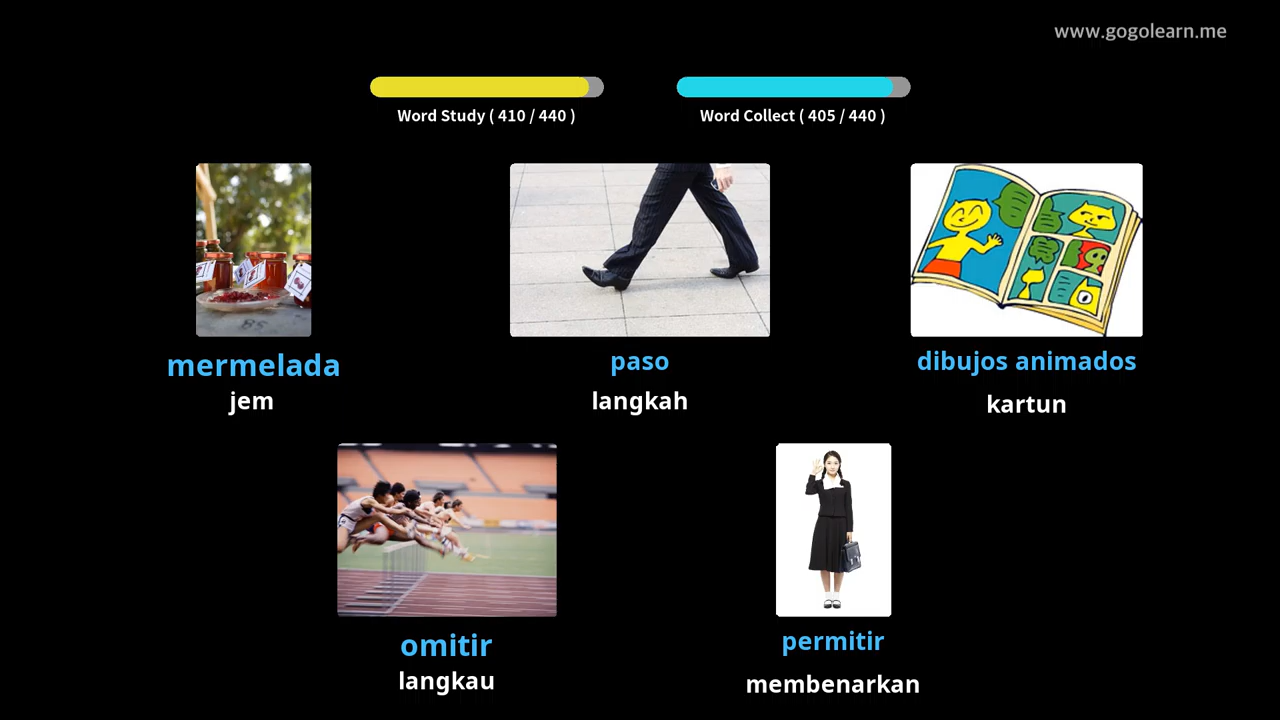 www.gogolearn.me
Word Study ( 410 / 440 )
Word Collect ( 405 / 440 )
mermelada
jem
paso
langkah
dibujos animados
kartun
omitir
langkau
permitir
membenarkan